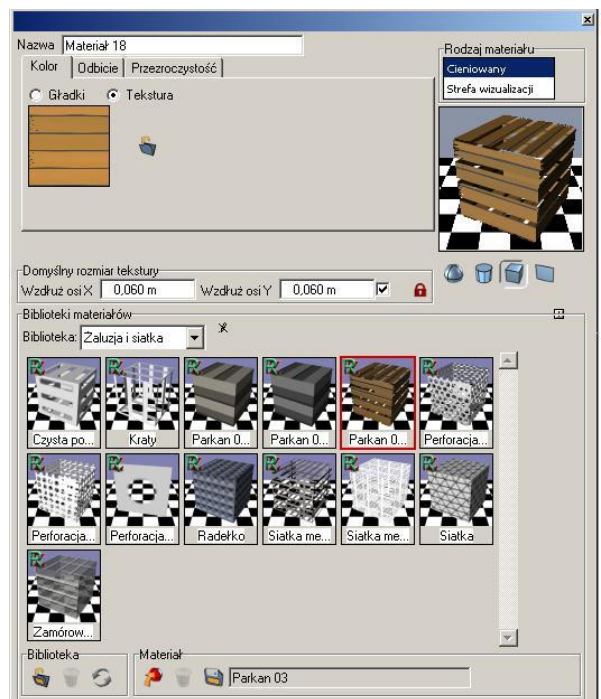 Nazwa Materiał 18
Rodzaj materiału
Kolor Odbicie Przezroczystość
Cieniowany
Strefa wizualizacji
Gładki Tekstura
Domyślny rozmiar tekstury
Wzdłuż osi X 0,060 m Wzdłuż osi Y 0,060 m
Biblioteki materiałów
Biblioteka: Żaluzja i siatka
Czysta po... Kraty Parkan 0... Parkan 0... Parkan 0... Perforacja...
Perforacja... Perforacja... Radełko Siatka me... Siatka me... Siatka
Zamórow...
Biblioteka Materiał
Parkan 03